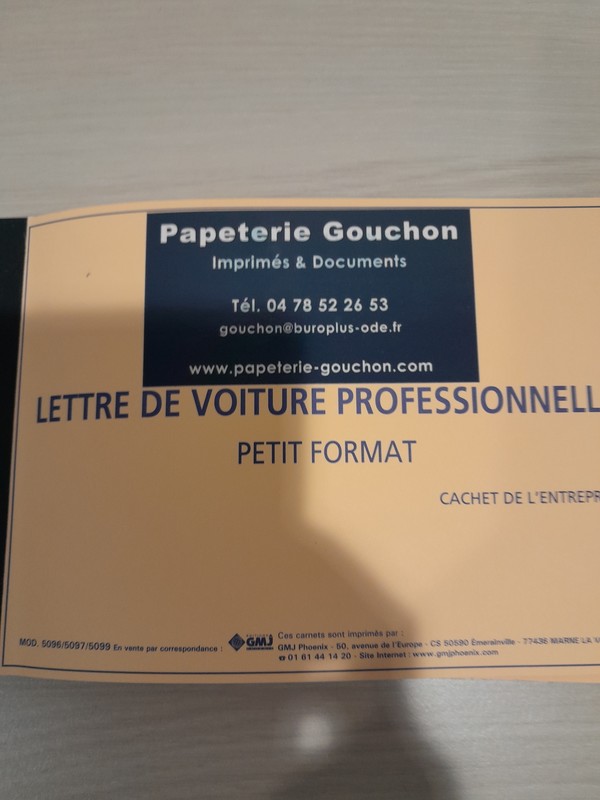 Papeterie Gouchon
Imprimés & Documents
Tél. 04 78 52 26 53
gouchon@buroplus-ode.fr
www.papeterie-gouchon.com
LETTRE DE VOITURE PROFESSIONNELL
PETIT FORMAT
CACHET DE L'ENTREPR
MOD. 5096/5097/5099 En vente par correspondance :
GMJ
Ces carnets sont imprimés par :
GMJ Phoenix - 50, avenue de l'Europe - CS 50590 Émerainville - 77436 MARNE LA
☎ 01 61 44 14 20 - Site Internet : www.gmjphoenix.com